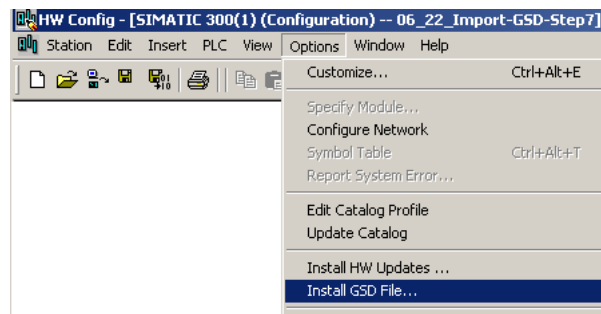 HW Config - [SIMATIC 300(1) (Configuration) -- 06_22_Import-GSD-Step7]
Station Edit Insert PLC View Options Window Help
Customize... Ctrl+Alt+E
Specify Module...
Configure Network
Symbol Table Ctrl+Alt+T
Report System Error...
Edit Catalog Profile
Update Catalog
Install HW Updates ...
Install GSD File...